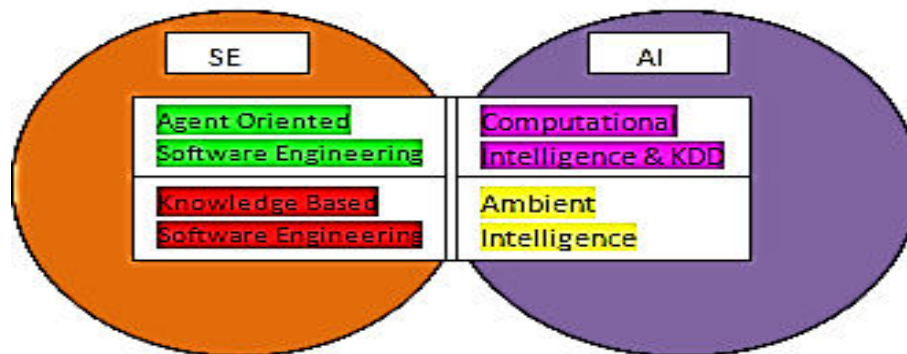 SE
AI
Agent Oriented
Software Engineering
Computational
Intelligence & KDD
Knowledge Based
Software Engineering
Ambient
Intelligence